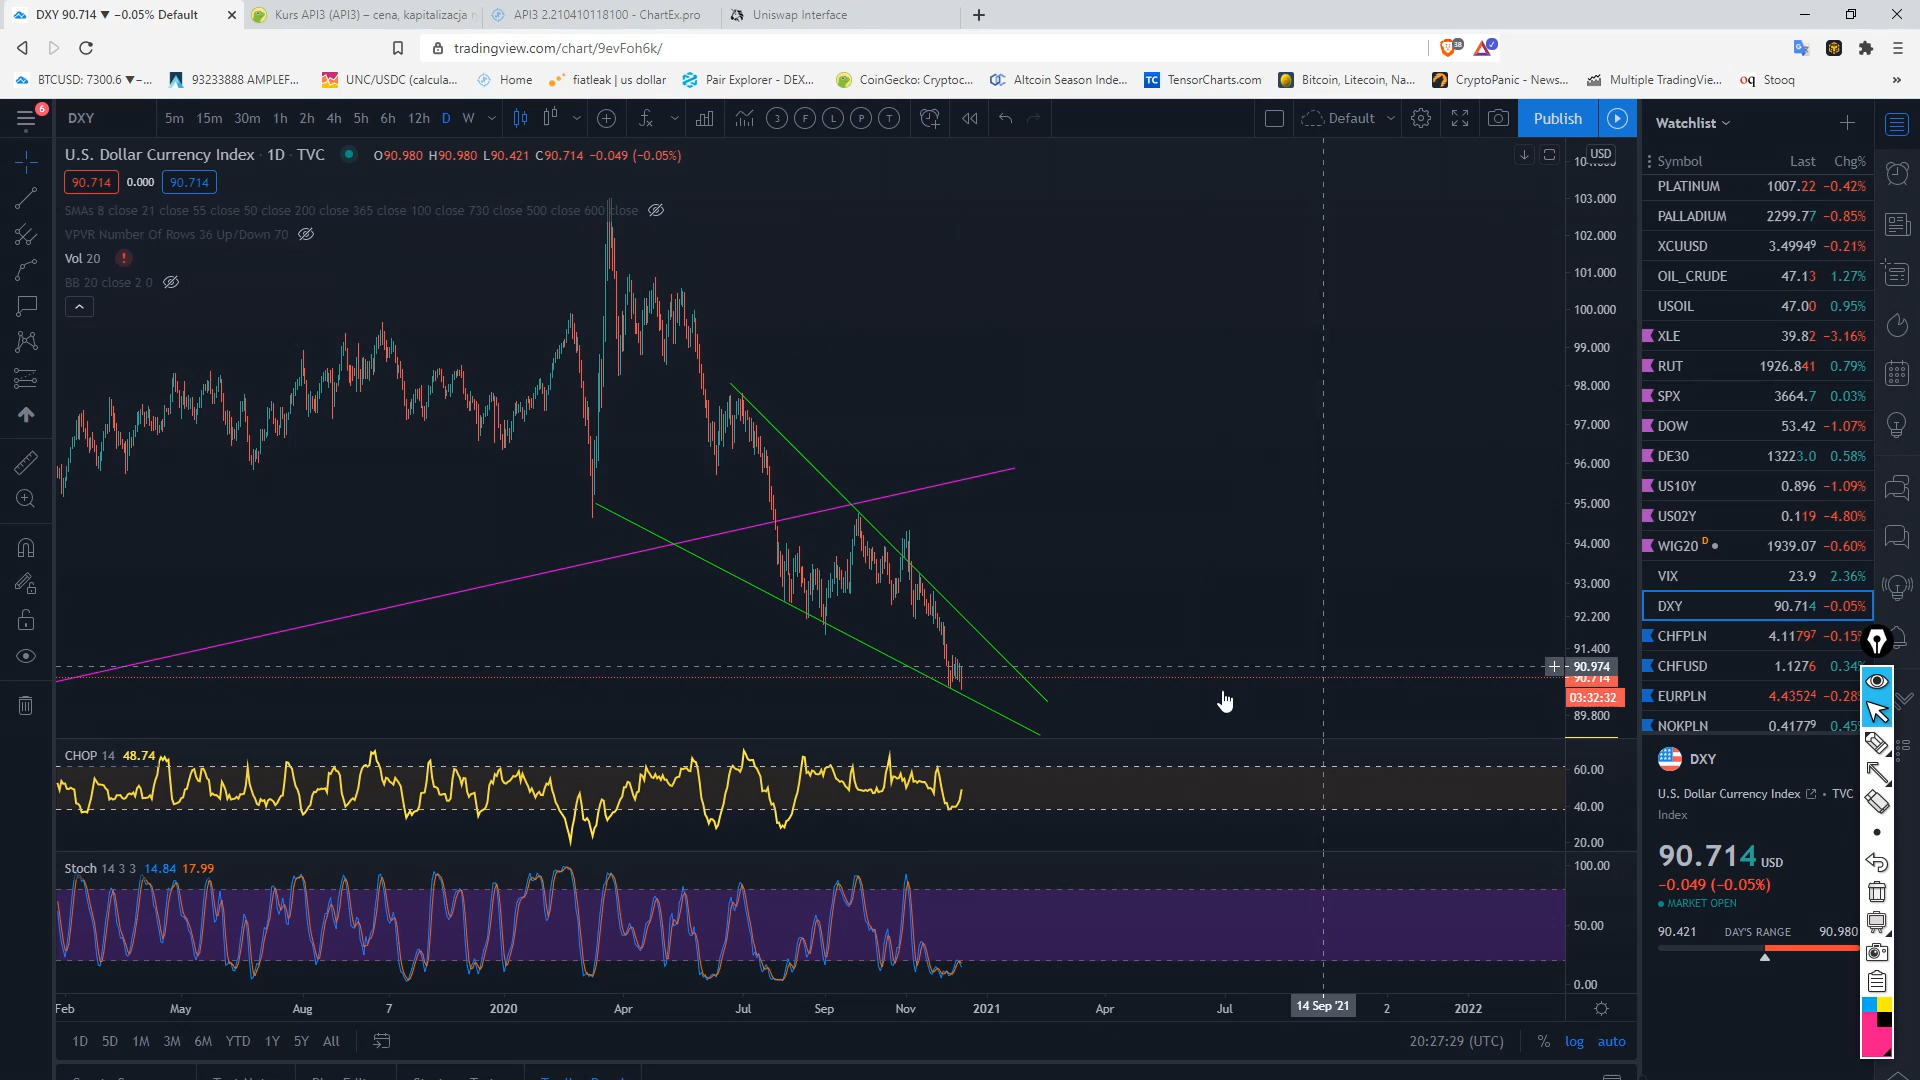 DXY 90.714 ▼ −0.05% Default
Kurs API3 (API3) – cena, kapitalizacja
API3 2.210410118100 - ChartEx.pro
Uniswap Interface
tradingview.com/chart/9evFoh6k/
38
BTCUSD: 7300.6 ▼−...
93233888 AMPLEF...
UNC/USDC (calcula...
Home
fiatleak | us dollar
Pair Explorer - DEX...
CoinGecko: Cryptoc...
Altcoin Season Inde...
TC TensorCharts.com
Bitcoin, Litecoin, Na...
CryptoPanic - News...
Multiple TradingVie...
oq Stooq
6
DXY
5m 15m 30m 1h 2h 4h 5h 6h 12h D W
3 F L P T
Default
Publish
Watchlist
U.S. Dollar Currency Index · 1D · TVC
O90.980 H90.980 L90.421 C90.714 −0.049 (−0.05%)
90.714 0.000 90.714
SMAs 8 close 21 close 55 close 50 close 200 close 365 close 100 close 730 close 500 close 600 close
VPVR Number Of Rows 36 Up/Down 70
Vol 20
BB 20 close 2 0
USD
103.000
102.000
101.000
100.000
99.000
98.000
97.000
96.000
95.000
94.000
93.000
92.200
91.400
90.974
90.714
03:32:32
89.800
Symbol Last Chg%
PLATINUM 1007.22 −0.42%
PALLADIUM 2299.77 −0.85%
XCUUSD 3.49949 −0.21%
OIL_CRUDE 47.13 1.27%
USOIL 47.00 0.95%
XLE 39.82 −3.16%
RUT 1926.841 0.79%
SPX 3664.7 0.03%
DOW 53.42 −1.07%
DE30 13223.0 0.58%
US10Y 0.896 −1.09%
US02Y 0.119 −4.80%
WIG20 D 1939.07 −0.60%
VIX 23.9 2.36%
DXY 90.714 −0.05%
CHFPLN 4.11797 −0.15%
CHFUSD 1.1276 0.34%
EURPLN 4.43524 −0.28%
NOKPLN 0.41779 0.45
CHOP 14 48.74
60.00
40.00
20.00
Stoch 14 3 3 14.84 17.99
100.00
50.00
0.00
Feb May Aug 7 2020 Apr Jul Sep Nov 2021 Apr Jul 14 Sep '21 2 2022
1D 5D 1M 3M 6M YTD 1Y 5Y All
20:27:29 (UTC) % log auto
DXY
U.S. Dollar Currency Index • TVC
Index
90.714 USD
−0.049 (−0.05%)
MARKET OPEN
90.421 DAY'S RANGE 90.980